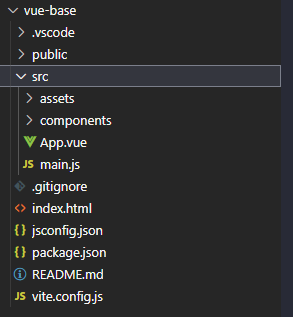 vue-base
.vscode
public
src
assets
components
App.vue
JS main.js
.gitignore
<> index.html
{} jsconfig.json
{} package.json
README.md
JS vite.config.js